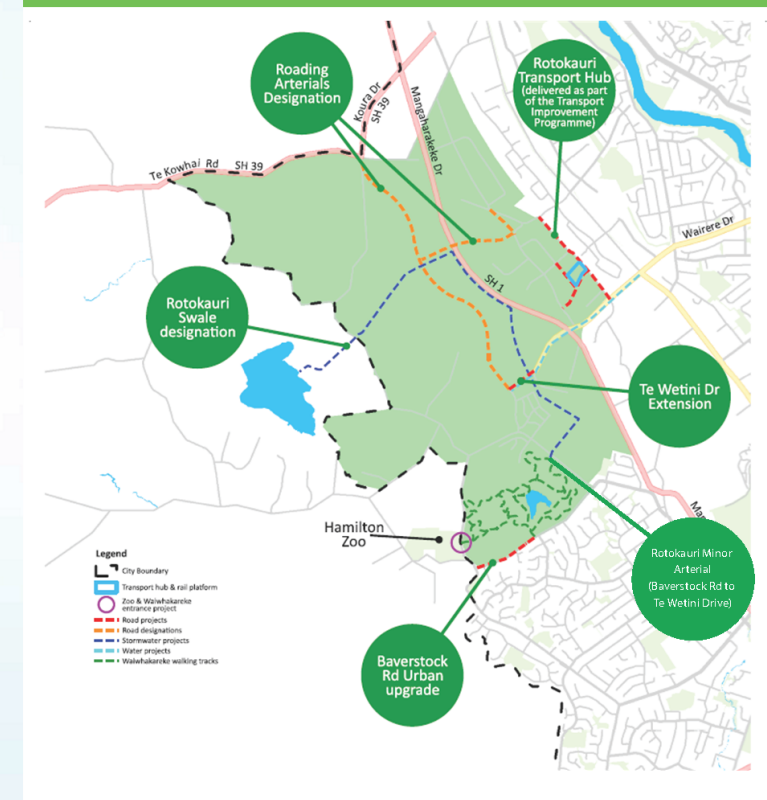 Roading
Arterials
Designation
Rotokauri
Transport Hub
(delivered as part
of the Transport
Improvement
Programme)
Koura Dr
SH 39
Mangaharakeke Dr
Te Kowhai Rd SH 39
Wairere Dr
SH 1
Rotokauri
Swale
designation
Te Wetini Dr
Extension
Hamilton
Zoo
Rotokauri Minor
Arterial
(Baverstock Rd to
Te Wetini Drive)
Baverstock
Rd Urban
upgrade
Legend
City Boundary
Transport hub & rail platform
Zoo & Waiwhakareke
entrance project
Road projects
Road designations
Stormwater projects
Water projects
Waiwhakareke walking tracks